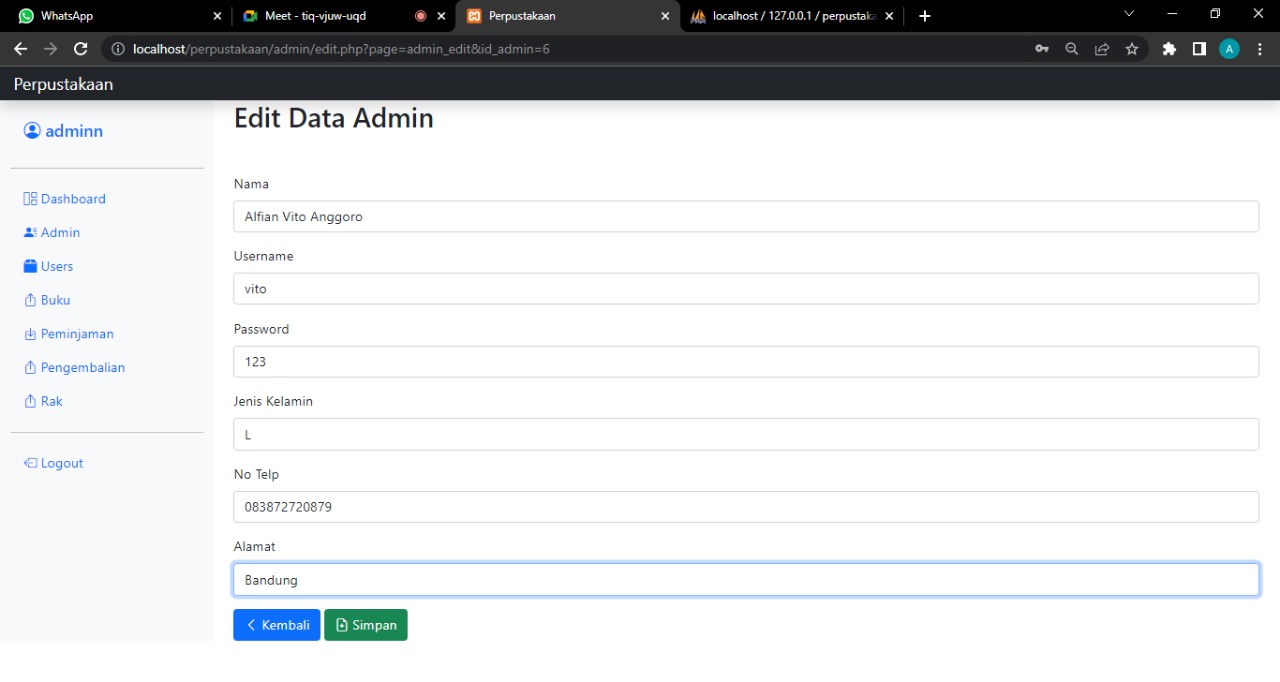 WhatsApp
Meet - tiq-vjuw-uqd
Perpustakaan
localhost / 127.0.0.1 / perpustaka
localhost/perpustakaan/admin/edit.php?page=admin_edit&id_admin=6
A
Perpustakaan
adminn
Dashboard
Admin
Users
Buku
Peminjaman
Pengembalian
Rak
Logout
Edit Data Admin
Nama
Alfian Vito Anggoro
Username
vito
Password
123
Jenis Kelamin
L
No Telp
083872720879
Alamat
Bandung
Kembali
Simpan